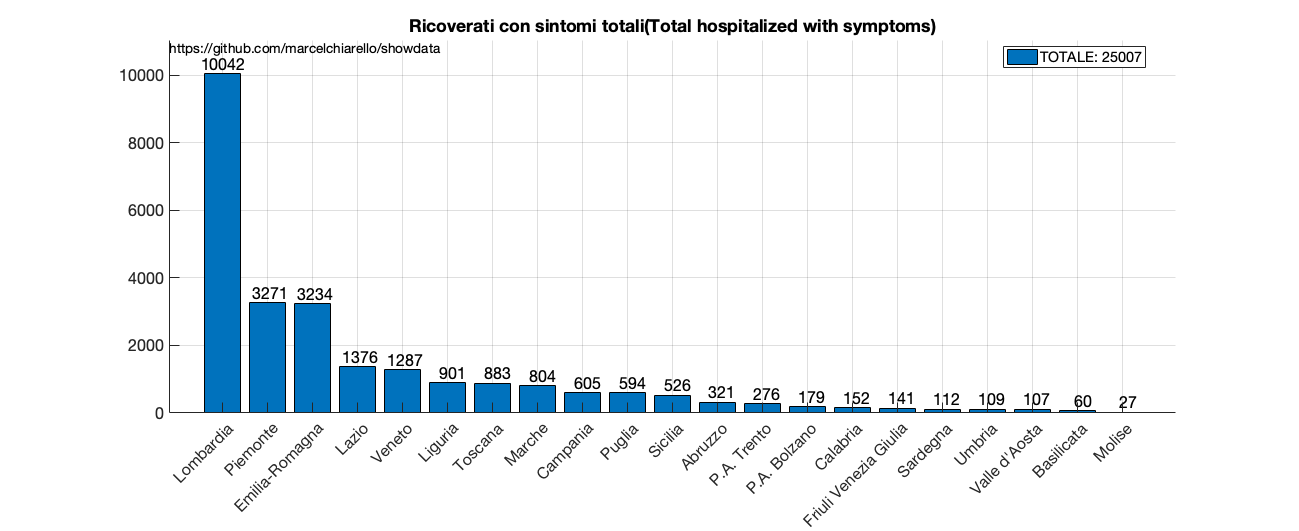 Ricoverati con sintomi totali(Total hospitalized with symptoms)
https://github.com/marcelchiarello/showdata
TOTALE: 25007
10000
8000
6000
4000
2000
0
10042
3271
3234
1376
1287
901
883
804
605
594
526
321
276
179
152
141
112
109
107
60
27
Lombardia
Piemonte
Emilia-Romagna
Lazio
Veneto
Liguria
Toscana
Marche
Campania
Puglia
Sicilia
Abruzzo
P.A. Trento
P.A. Bolzano
Calabria
Friuli Venezia Giulia
Sardegna
Umbria
Valle d'Aosta
Basilicata
Molise